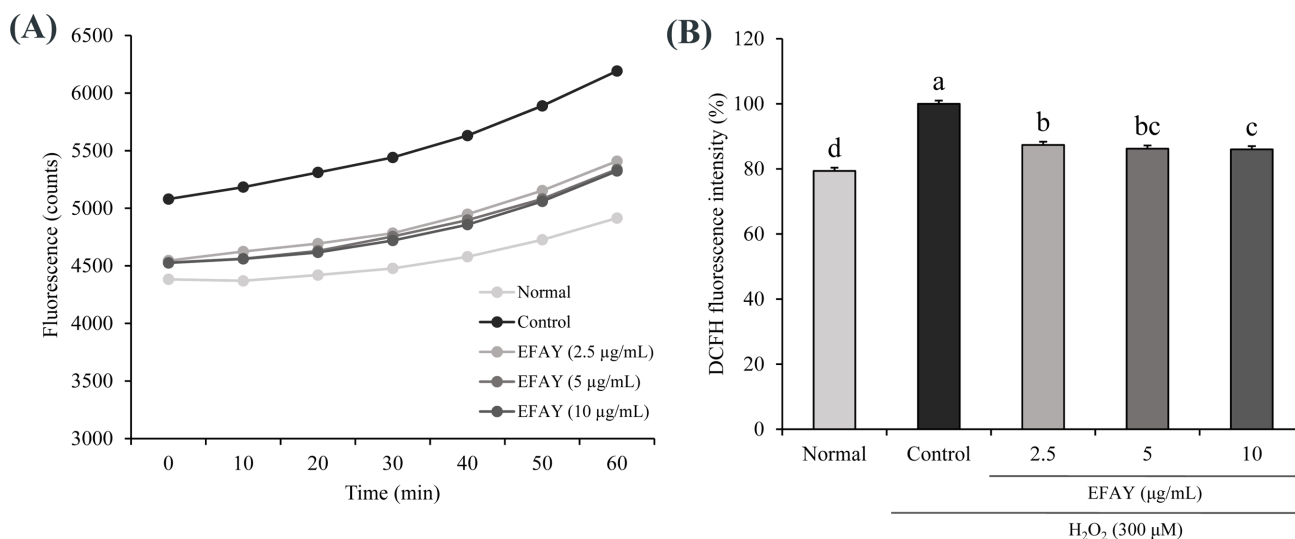 (A)
6500
6000
5500
5000
4500
4000
3500
3000
Fluorescence (counts)
Normal
Control
EFAY (2.5 µg/mL)
EFAY (5 µg/mL)
EFAY (10 µg/mL)
0 10 20 30 40 50 60
Time (min)
(B)
120
100
80
60
40
20
0
DCFH fluorescence intensity (%)
d a b bc c
Normal Control 2.5 5 10
EFAY (µg/mL)
H₂O₂ (300 µM)